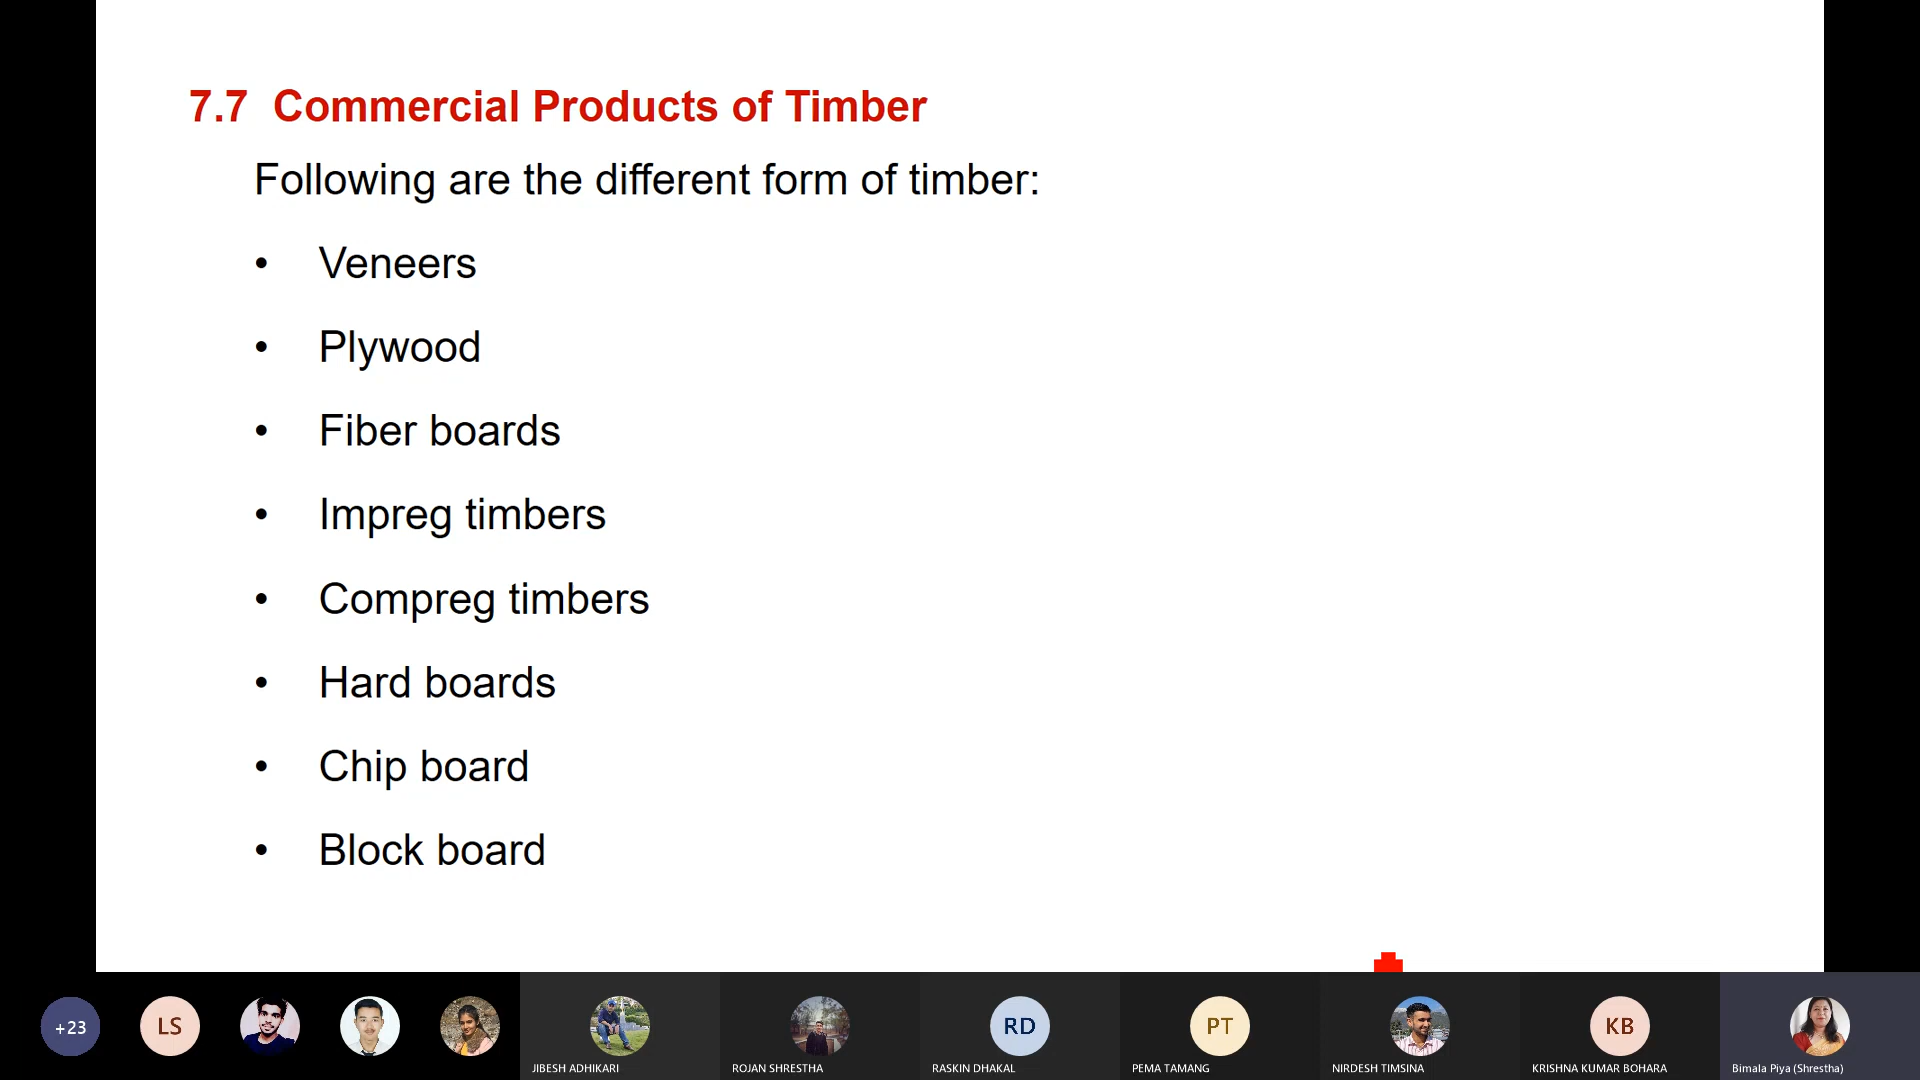 7.7 Commercial Products of Timber
Following are the different form of timber:
• Veneers
• Plywood
• Fiber boards
• Impreg timbers
• Compreg timbers
• Hard boards
• Chip board
• Block board
+23
LS
RD
PT
KB
JIBESH ADHIKARI
ROJAN SHRESTHA
RASKIN DHAKAL
PEMA TAMANG
NIRDESH TIMSINA
KRISHNA KUMAR BOHARA
Bimala Piya (Shrestha)